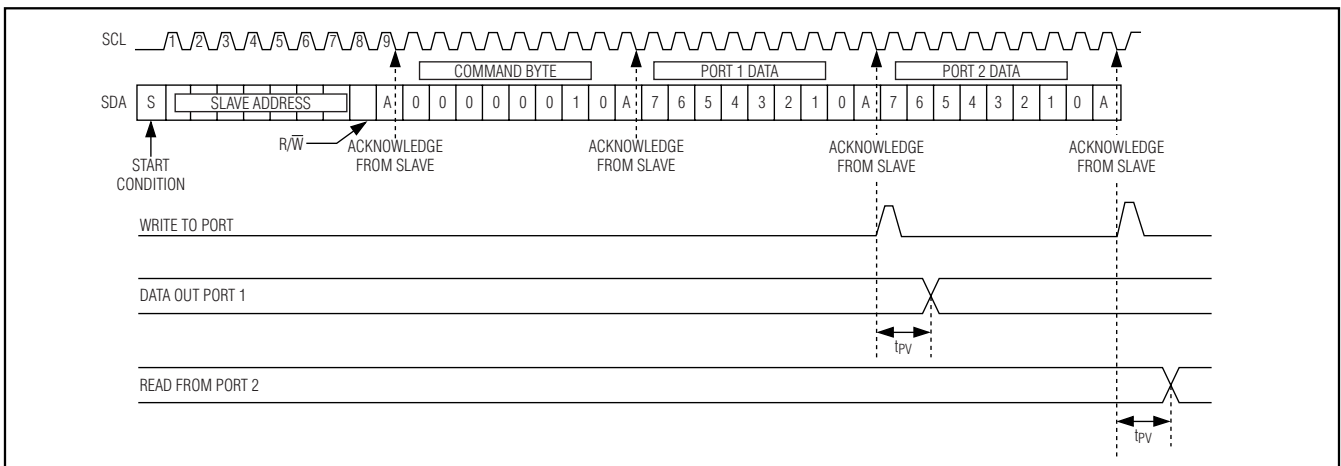 SCL 1 2 3 4 5 6 7 8 9
COMMAND BYTE PORT 1 DATA PORT 2 DATA
SDA S SLAVE ADDRESS A 0 0 0 0 0 0 1 0 A 7 6 5 4 3 2 1 0 A 7 6 5 4 3 2 1 0 A
R/W̅ ACKNOWLEDGE FROM SLAVE ACKNOWLEDGE FROM SLAVE ACKNOWLEDGE FROM SLAVE ACKNOWLEDGE FROM SLAVE
START
CONDITION
WRITE TO PORT
DATA OUT PORT 1
tPV
READ FROM PORT 2
tPV